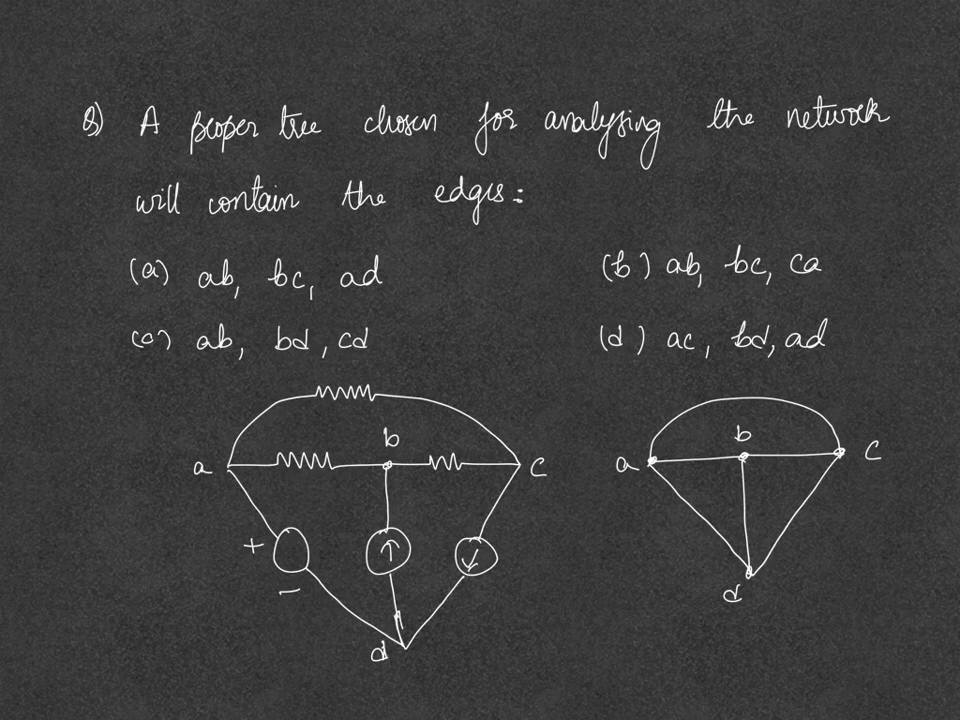 Q) A proper tree chosen for analysing the network
will contain the edges:
(a) ab, bc, ad (b) ab, bc, ca
(c) ab, bd, cd (d) ac, bd, ad
b
a c
+
-
d
b
a c
d